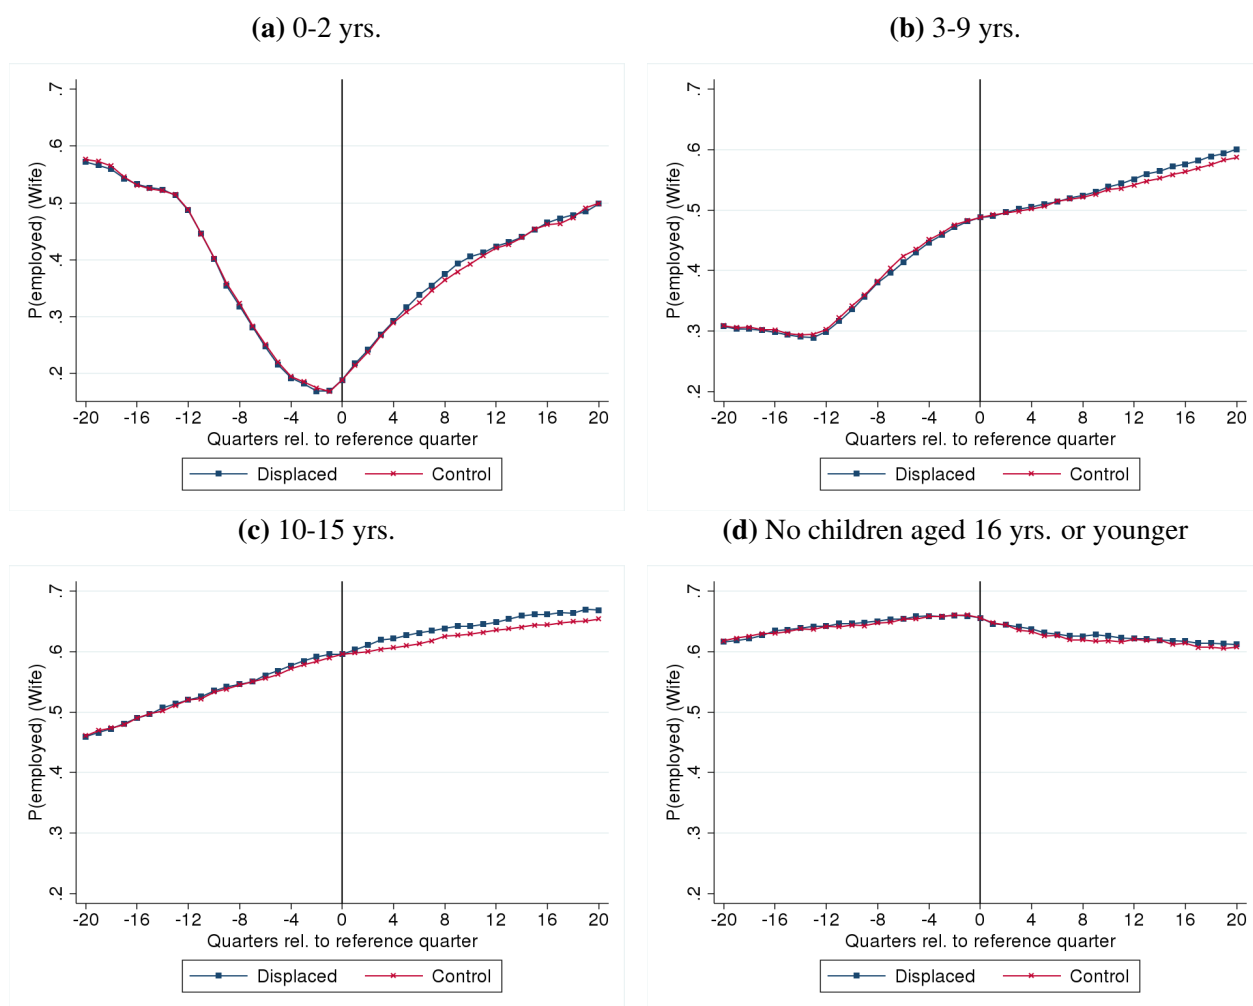 (a) 0-2 yrs.
P(employed) (Wife)
.7
.6
.5
.4
.3
.2
-20 -16 -12 -8 -4 0 4 8 12 16 20
Quarters rel. to reference quarter
Displaced Control
(b) 3-9 yrs.
P(employed) (Wife)
.7
.6
.5
.4
.3
.2
-20 -16 -12 -8 -4 0 4 8 12 16 20
Quarters rel. to reference quarter
Displaced Control
(c) 10-15 yrs.
P(employed) (Wife)
.7
.6
.5
.4
.3
.2
-20 -16 -12 -8 -4 0 4 8 12 16 20
Quarters rel. to reference quarter
Displaced Control
(d) No children aged 16 yrs. or younger
P(employed) (Wife)
.7
.6
.5
.4
.3
.2
-20 -16 -12 -8 -4 0 4 8 12 16 20
Quarters rel. to reference quarter
Displaced Control